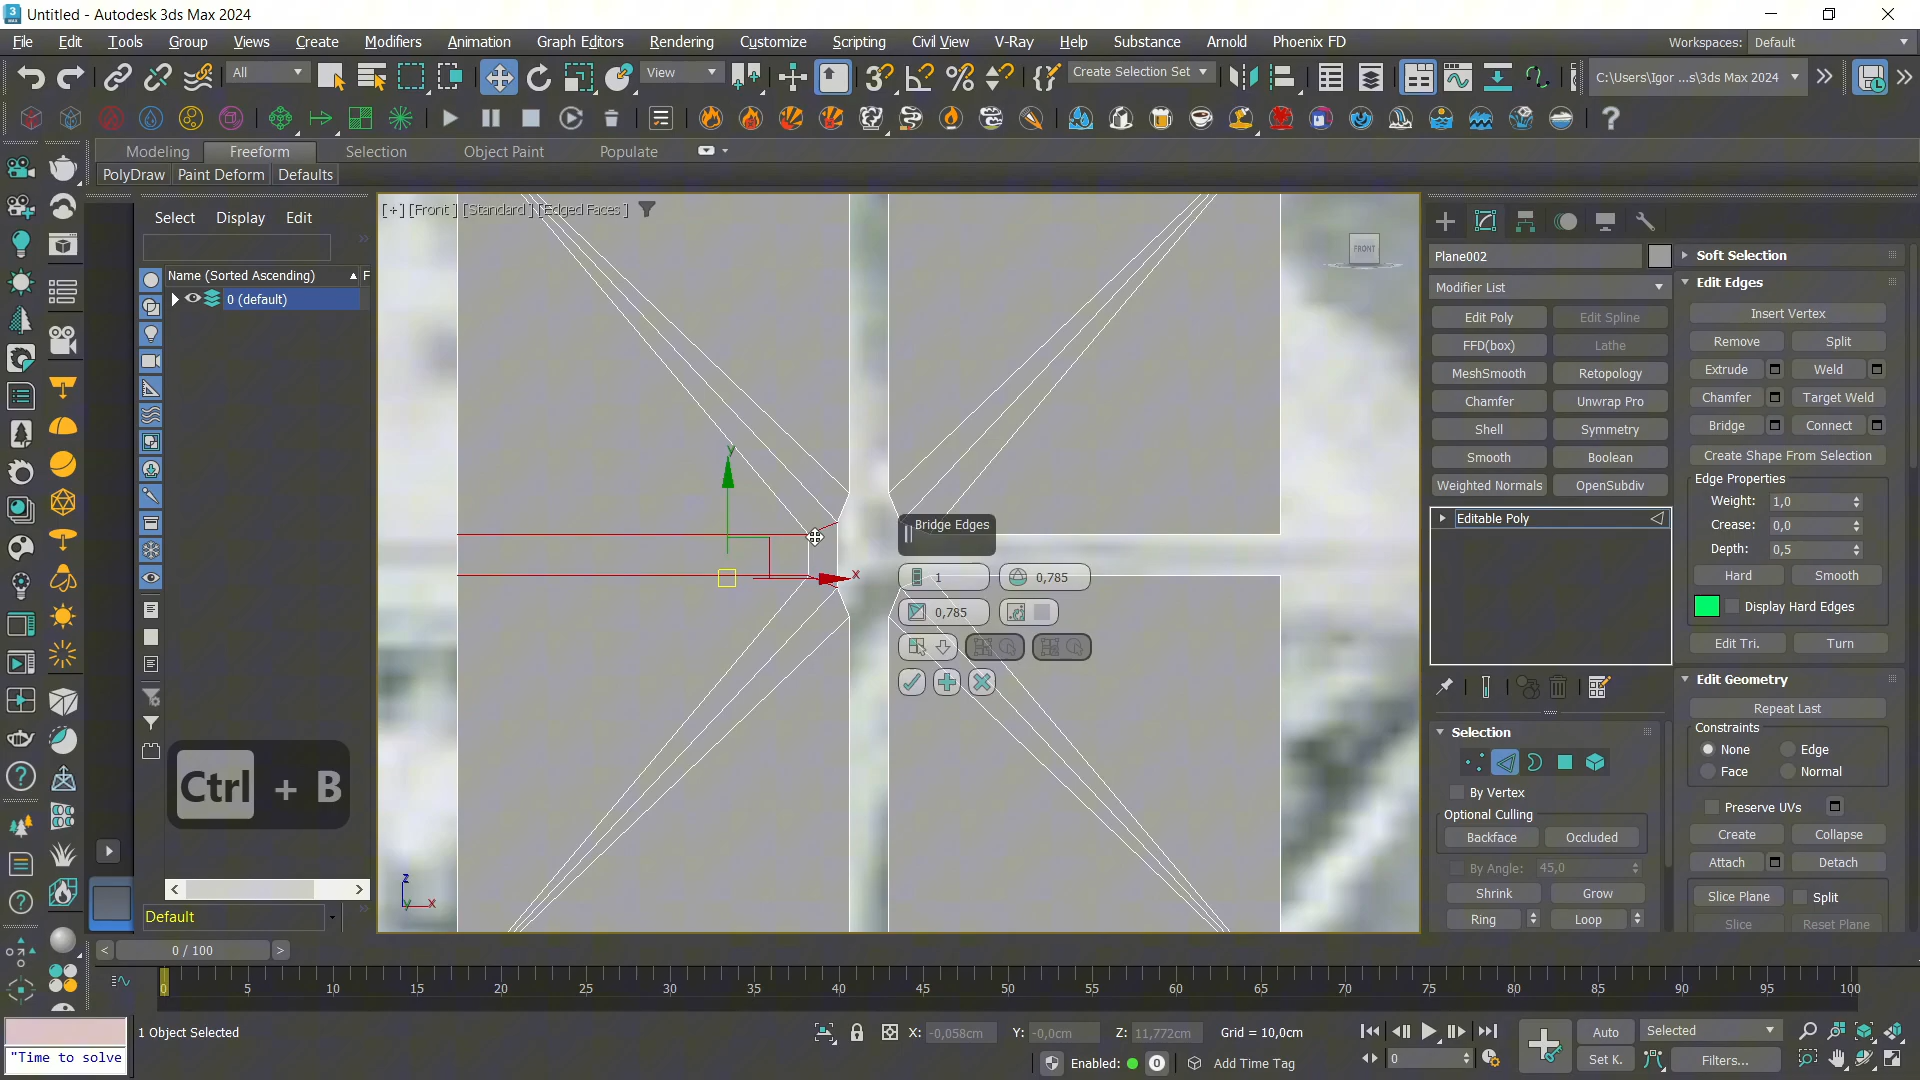 Untitled - Autodesk 3ds Max 2024
File Edit Tools Group Views Create Modifiers Animation Graph Editors Rendering Customize Scripting Civil View V-Ray Help Substance Arnold Phoenix FD Workspaces: Default
All View Create Selection Set C:\Users\Igor ...s\3ds Max 2024
Modeling Freeform Selection Object Paint Populate
PolyDraw Paint Deform Defaults
Select Display Edit
[+] [Front] [Standard] [Edged Faces]
FRONT
Name (Sorted Ascending) F
0 (default)
y
x
Bridge Edges
1 0,785
0,785
Ctrl + B
z
y x
Default
Plane002
Modifier List
Edit Poly Edit Spline
FFD(box) Lathe
MeshSmooth Retopology
Chamfer Unwrap Pro
Shell Symmetry
Smooth Boolean
Weighted Normals OpenSubdiv
Editable Poly
Selection
By Vertex
Optional Culling
Backface Occluded
By Angle: 45,0
Shrink Grow
Ring Loop
Soft Selection
Edit Edges
Insert Vertex
Remove Split
Extrude Weld
Chamfer Target Weld
Bridge Connect
Create Shape From Selection
Edge Properties
Weight: 1,0
Crease: 0,0
Depth: 0,5
Hard Smooth
Display Hard Edges
Edit Tri. Turn
Edit Geometry
Repeat Last
Constraints
None Edge
Face Normal
Preserve UVs
Create Collapse
Attach Detach
Slice Plane Split
Slice Reset Plane
0 / 100
0 5 10 15 20 25 30 35 40 45 50 55 60 65 70 75 80 85 90 95 100
1 Object Selected X: -0,058cm Y: -0,0cm Z: 11,772cm Grid = 10,0cm Auto Selected
"Time to solve Enabled: 0 Add Time Tag 0 Set K. Filters...